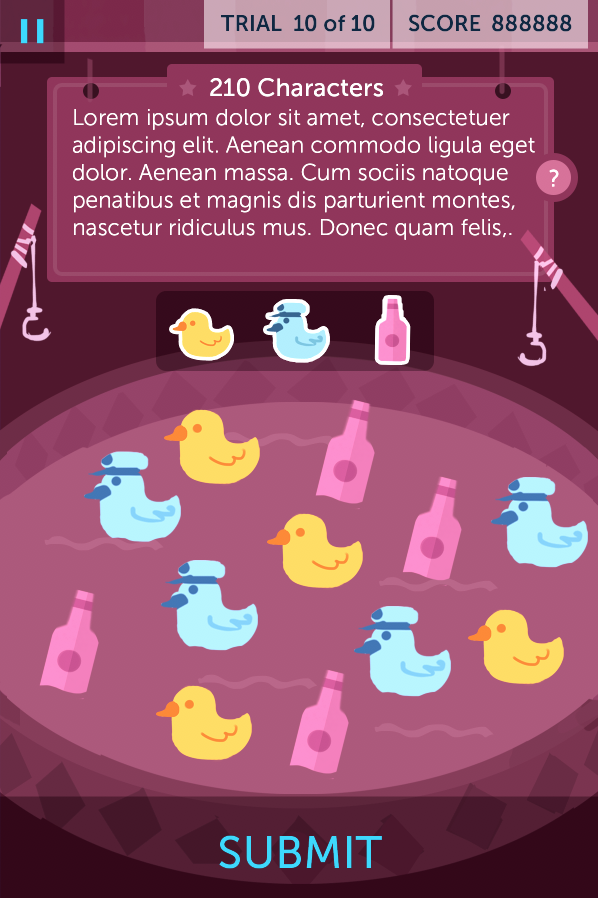 TRIAL 10 of 10 SCORE 888888
210 Characters
Lorem ipsum dolor sit amet, consectetuer
adipiscing elit. Aenean commodo ligula eget
dolor. Aenean massa. Cum sociis natoque
penatibus et magnis dis parturient montes,
nascetur ridiculus mus. Donec quam felis,.
?
SUBMIT